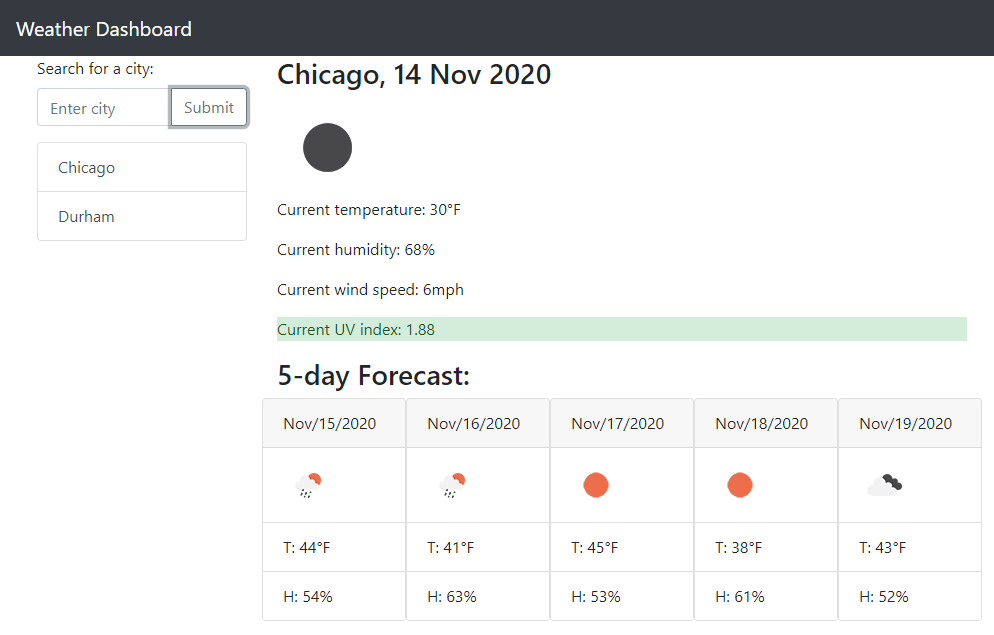 Weather Dashboard
Search for a city:
Enter city
Submit
Chicago
Durham
Chicago, 14 Nov 2020
Current temperature: 30°F
Current humidity: 68%
Current wind speed: 6mph
Current UV index: 1.88
5-day Forecast:
Nov/15/2020 Nov/16/2020 Nov/17/2020 Nov/18/2020 Nov/19/2020
T: 44°F T: 41°F T: 45°F T: 38°F T: 43°F
H: 54% H: 63% H: 53% H: 61% H: 52%